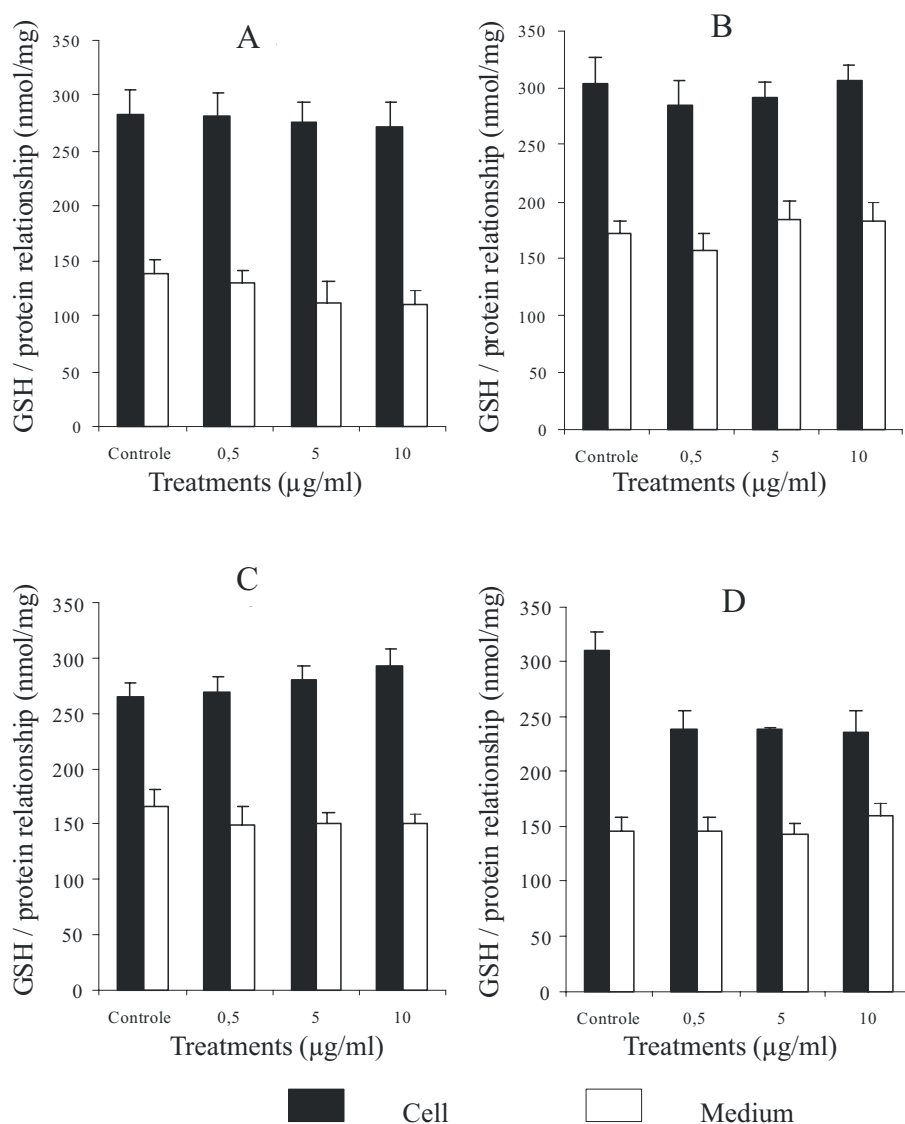 A
GSH / protein relationship (nmol/mg)
350
300
250
200
150
100
50
0
Controle 0,5 5 10
Treatments (µg/ml)
B
GSH / protein relationship (nmol/mg)
350
300
250
200
150
100
50
0
Controle 0,5 5 10
Treatments (µg/ml)
C
GSH / protein relationship (nmol/mg)
350
300
250
200
150
100
50
0
Controle 0,5 5 10
Treatments (µg/ml)
D
GSH / protein relationship (nmol/mg)
350
300
250
200
150
100
50
0
Controle 0,5 5 10
Treatments (µg/ml)
Cell Medium